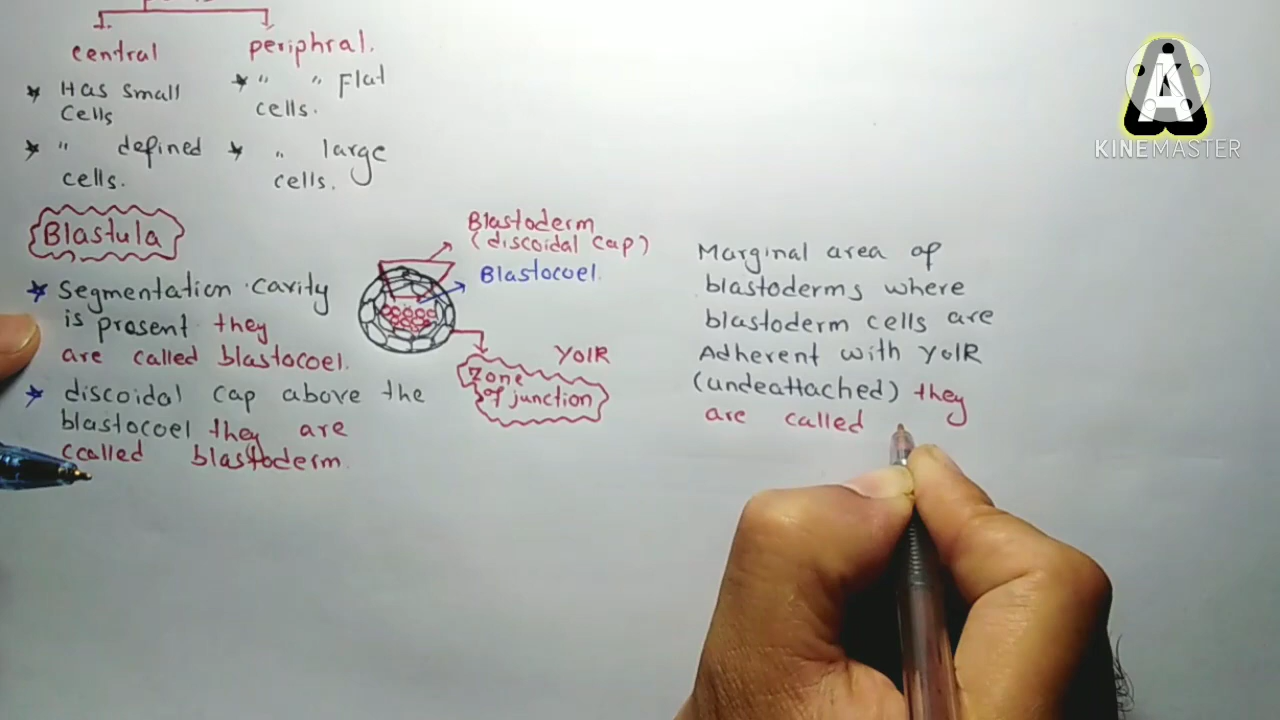 central periphral.
★ Has small cells
★ " " Flat cells.
★ " defined cells.
★ " large cells.
Blastula
★ segmentation cavity
is present they
are called blastocoel.
★ discoidal cap above the
blastocoel they are
ccalled blastoderm.
Blastoderm
(discoidal cap)
Blastocoel.
YolR
Zone
of junction
Marginal area of
blastoderms where
blastoderm cells are
Adherent with YolR
(undeattached) they
are called
A
K
KINEMASTER